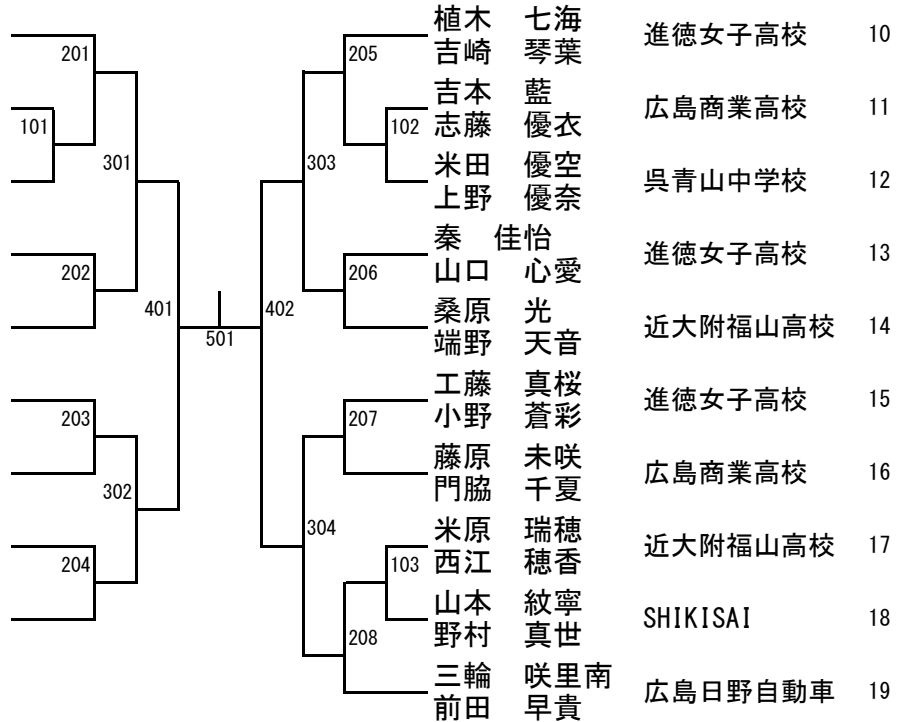 植木　七海
吉崎　琴葉
進徳女子高校　10
吉本　藍
志藤　優衣
広島商業高校　11
米田　優空
上野　優奈
呉青山中学校　12
秦　佳怡
山口　心愛
進徳女子高校　13
桑原　光
端野　天音
近大附福山高校　14
工藤　真桜
小野　蒼彩
進徳女子高校　15
藤原　未咲
門脇　千夏
広島商業高校　16
米原　瑞穂
西江　穂香
近大附福山高校　17
山本　紋寧
野村　真世
SHIKISAI　18
三輪　咲里南
前田　早貴
広島日野自動車　19
201
101
301
202
401
203
302
204
501
205
102
303
206
402
207
304
103
208